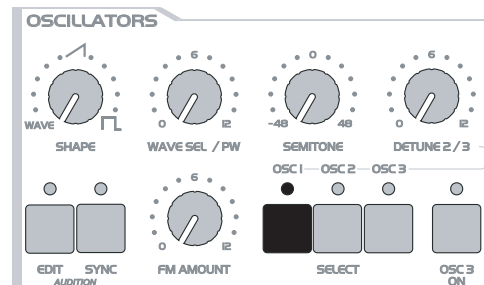 OSCILLATORS
6 0 6
WAVE 0 12 -48 48 0 12
SHAPE WAVE SEL / PW SEMITONE DETUNE 2 / 3
OSC 1 OSC 2 OSC 3
6
0 12
EDIT SYNC FM AMOUNT SELECT OSC 3
AUDITION ON